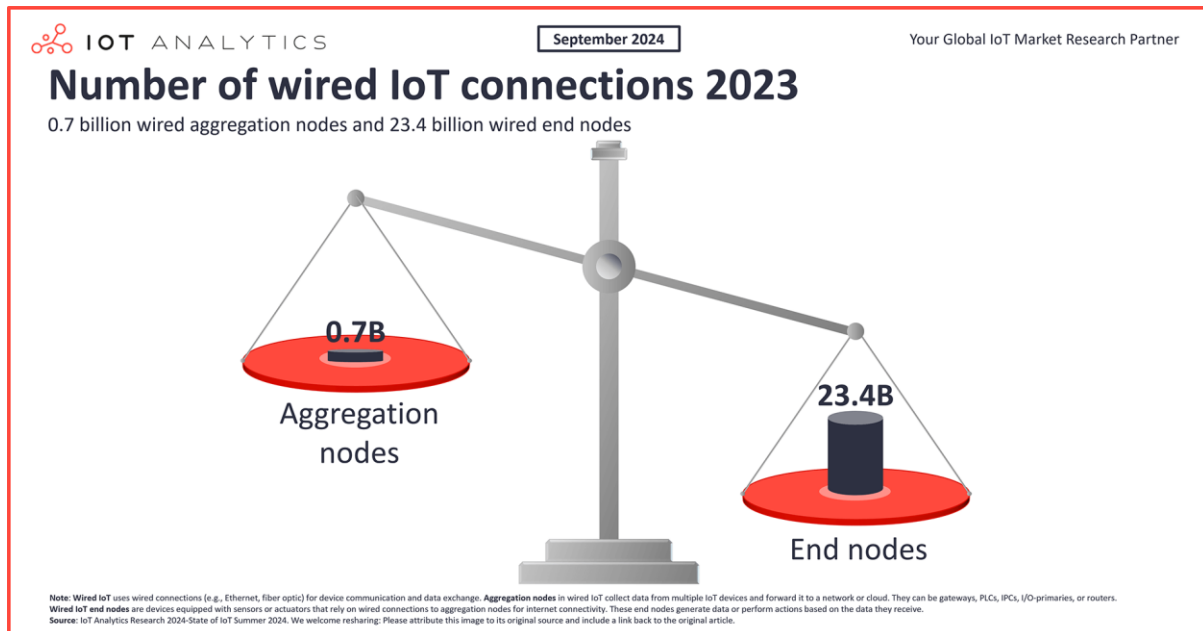 IOT ANALYTICS
September 2024
Your Global IoT Market Research Partner
Number of wired IoT connections 2023
0.7 billion wired aggregation nodes and 23.4 billion wired end nodes
0.7B
Aggregation
nodes
23.4B
End nodes
Note: Wired IoT uses wired connections (e.g., Ethernet, fiber optic) for device communication and data exchange. Aggregation nodes in wired IoT collect data from multiple IoT devices and forward it to a network or cloud. They can be gateways, PLCs, IPCs, I/O-primaries, or routers.
Wired IoT end nodes are devices equipped with sensors or actuators that rely on wired connections to aggregation nodes for internet connectivity. These end nodes generate data or perform actions based on the data they receive.
Source: IoT Analytics Research 2024-State of IoT Summer 2024. We welcome resharing: Please attribute this image to its original source and include a link back to the original article.